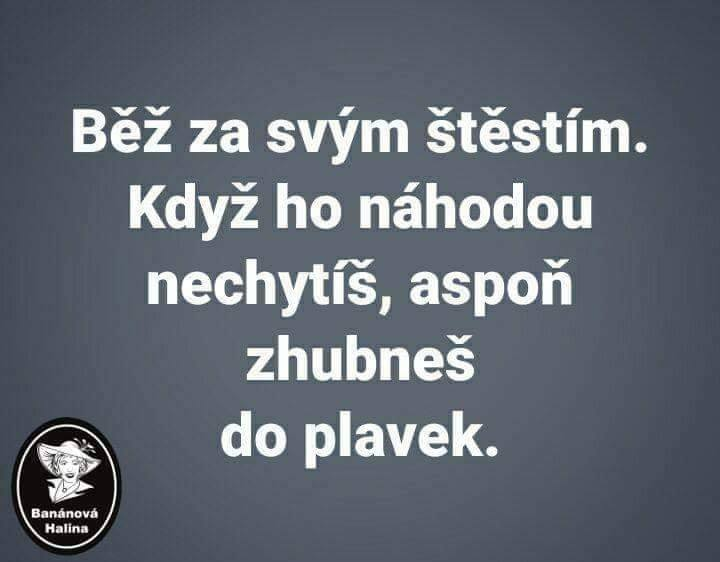 Běž za svým štěstím.
Když ho náhodou
nechytíš, aspoň
zhubneš
do plavek.
Banánová
Halina